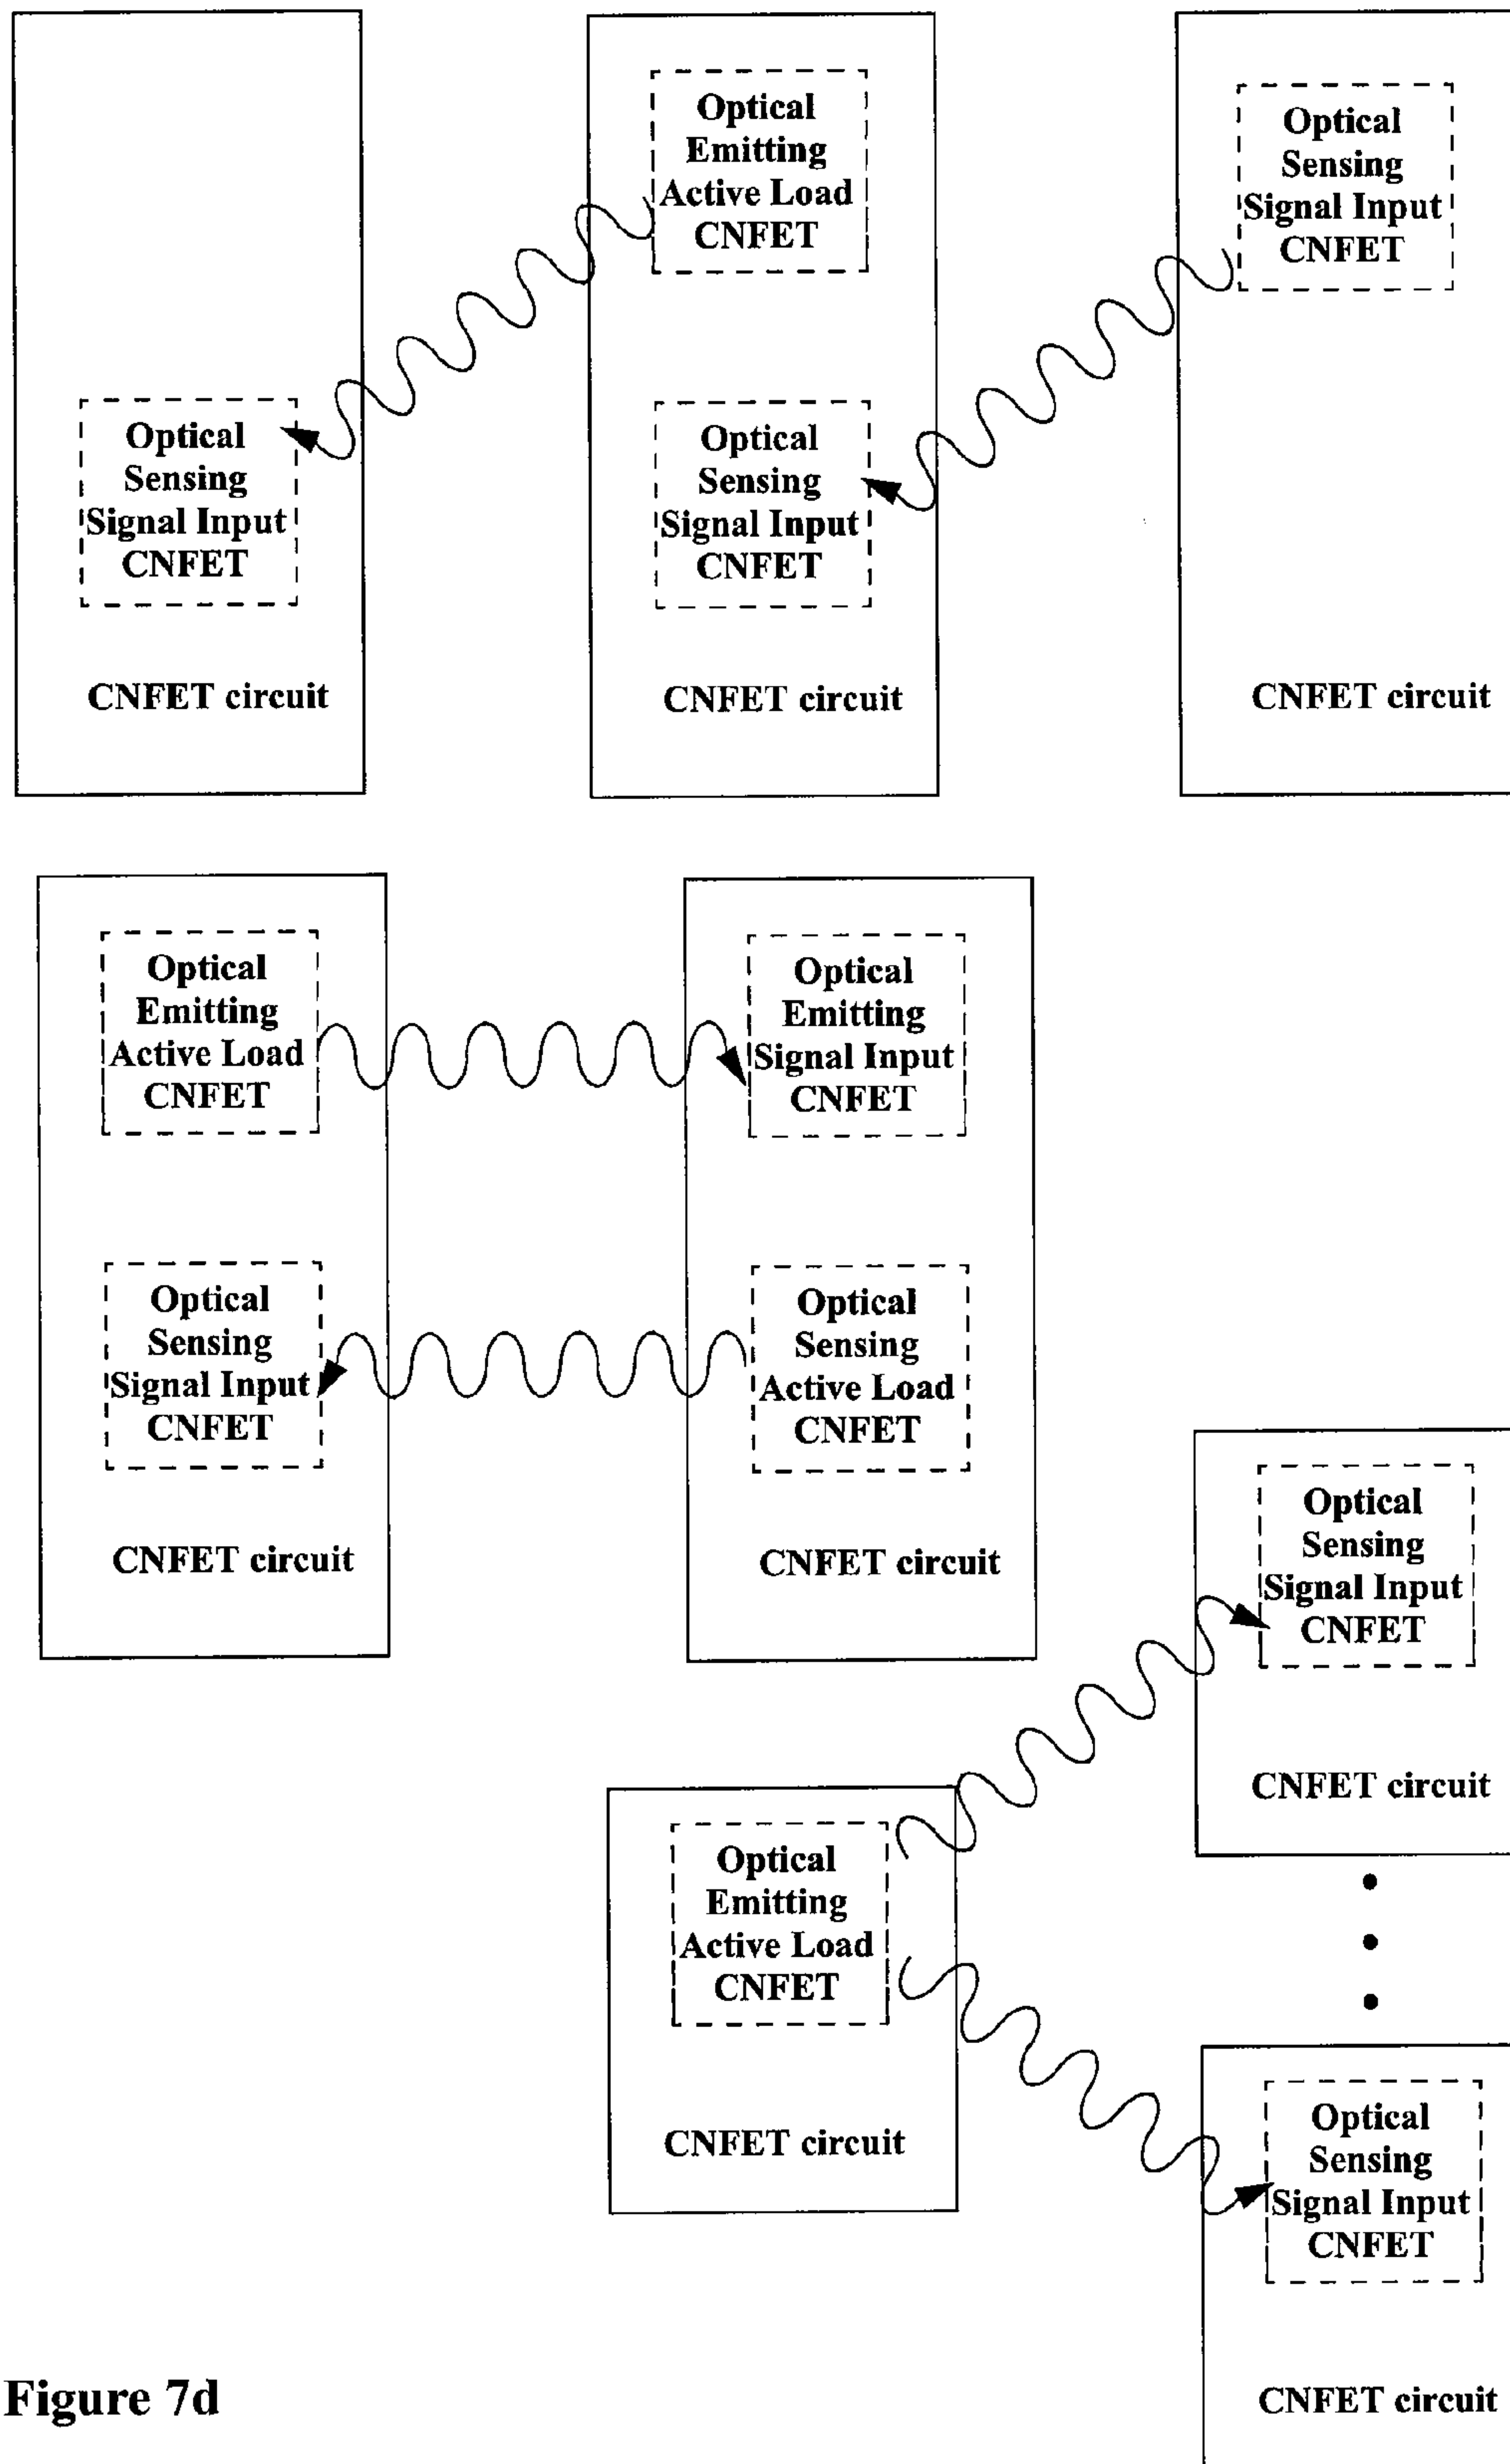 Optical
Emitting
Active Load
CNFET
Optical
Sensing
Signal Input
CNFET
Optical
Sensing
Signal Input
CNFET
Optical
Sensing
Signal Input
CNFET
CNFET circuit
CNFET circuit
CNFET circuit
Optical
Emitting
Active Load
CNFET
Optical
Emitting
Signal Input
CNFET
Optical
Sensing
Signal Input
CNFET
Optical
Sensing
Active Load
CNFET
CNFET circuit
CNFET circuit
Optical
Sensing
Signal Input
CNFET
CNFET circuit
Optical
Emitting
Active Load
CNFET
CNFET circuit
Optical
Sensing
Signal Input
CNFET
CNFET circuit
Figure 7d